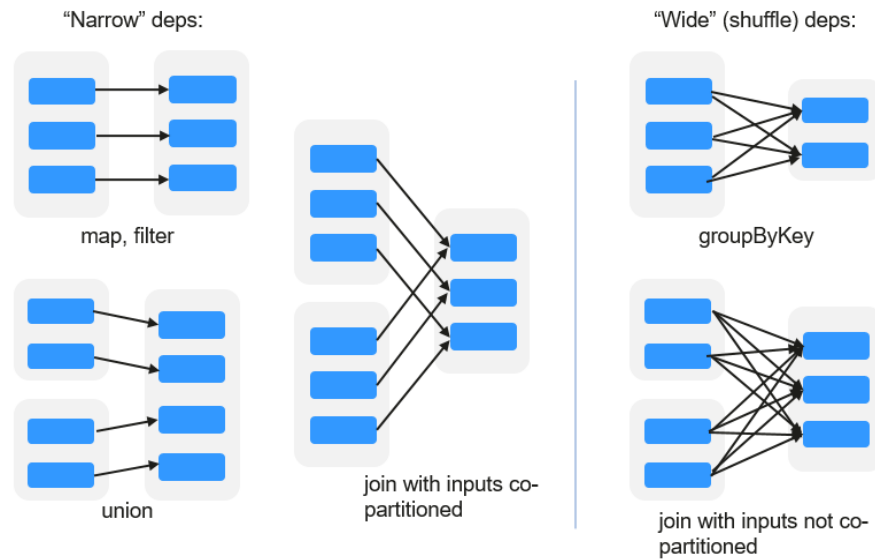 “Narrow” deps:
map, filter
union
join with inputs co-
partitioned
“Wide” (shuffle) deps:
groupByKey
join with inputs not co-
partitioned